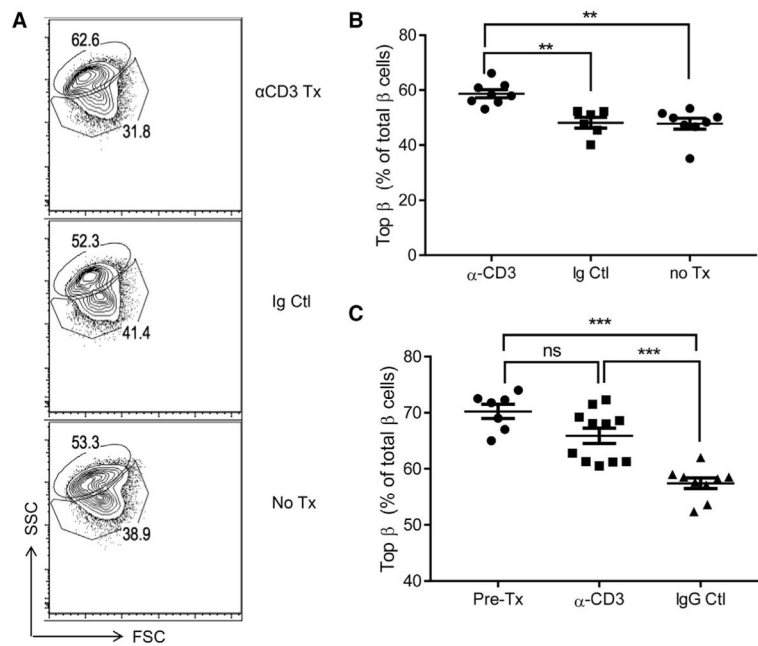 A
62.6
31.8
αCD3 Tx
52.3
41.4
Ig Ctl
53.3
38.9
No Tx
SSC
FSC
B
**
**
80
60
40
20
0
Top β (% of total β cells)
α-CD3
Ig Ctl
no Tx
C
***
ns
***
80
70
60
50
40
Top β (% of total β cells)
Pre-Tx
α-CD3
IgG Ctl